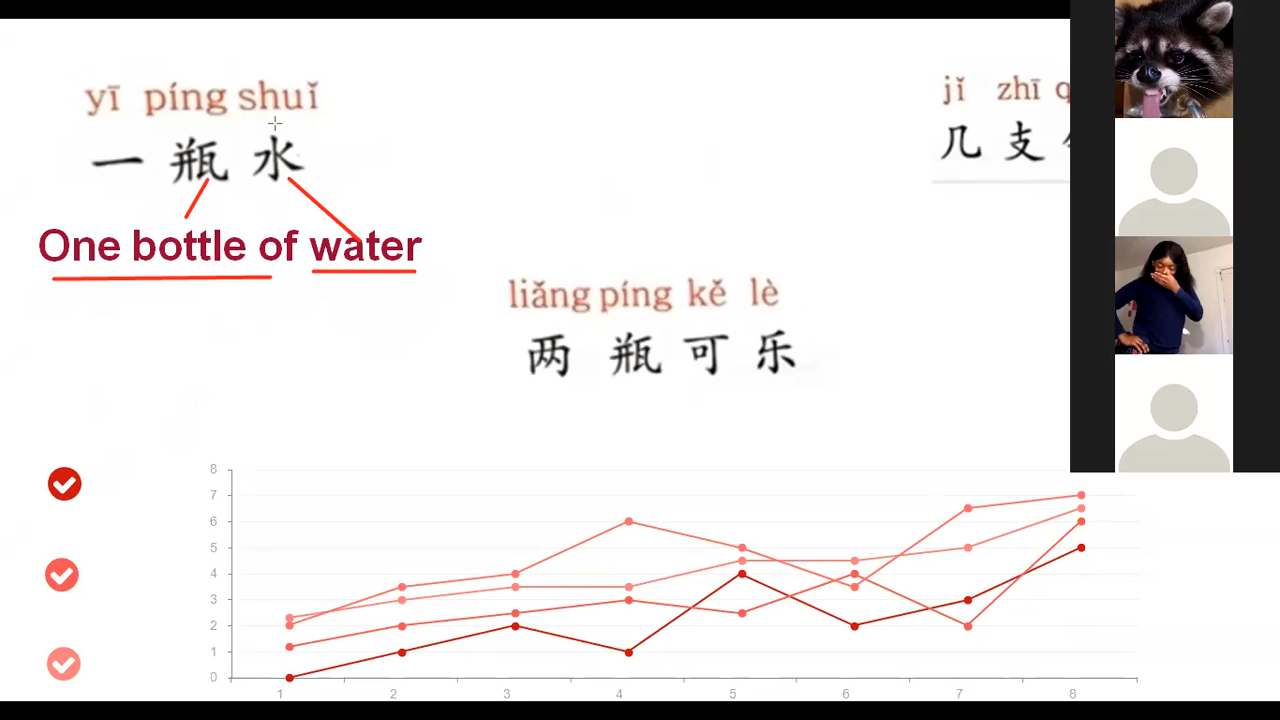 yī píng shuǐ
一 瓶 水
One bottle of water
jǐ zhī q
几 支
liǎng píng kě lè
两 瓶 可 乐
8
7
6
5
4
3
2
1
0
1 2 3 4 5 6 7 8